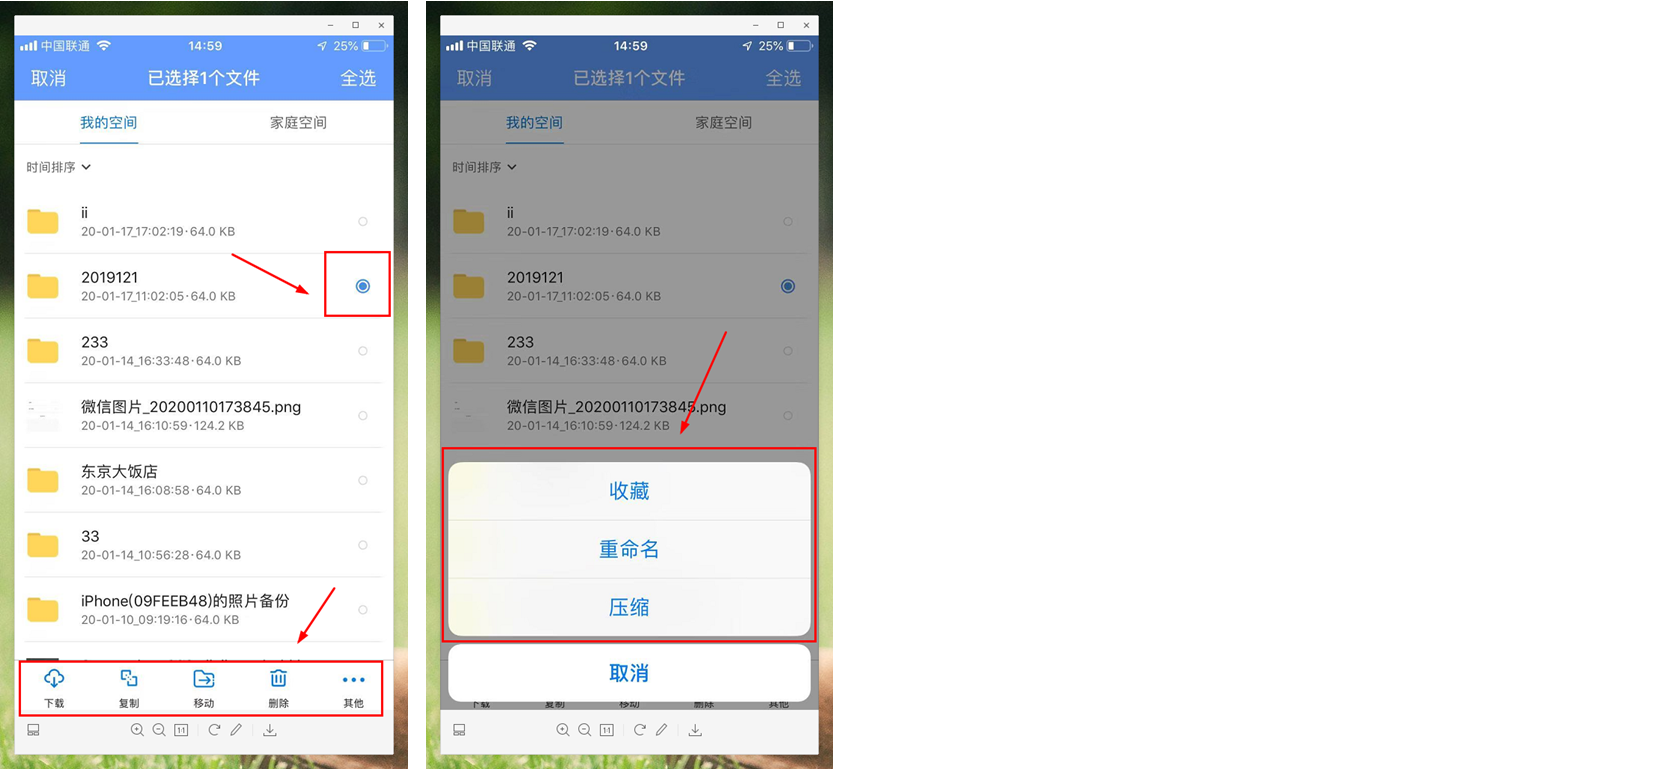 中国联通
14:59
25%
取消
已选择1个文件
全选
我的空间
家庭空间
时间排序
ii
20-01-17_17:02:19·64.0 KB
2019121
20-01-17_11:02:05·64.0 KB
233
20-01-14_16:33:48·64.0 KB
微信图片_20200110173845.png
20-01-14_16:10:59·124.2 KB
东京大饭店
20-01-14_16:08:58·64.0 KB
33
20-01-14_10:56:28·64.0 KB
iPhone(09FEEB48)的照片备份
20-01-10_09:19:16·64.0 KB
下载
复制
移动
删除
其他
1:1
中国联通
14:59
25%
取消
已选择1个文件
全选
我的空间
家庭空间
时间排序
ii
20-01-17_17:02:19·64.0 KB
2019121
20-01-17_11:02:05·64.0 KB
233
20-01-14_16:33:48·64.0 KB
微信图片_20200110173845.png
20-01-14_16:10:59·124.2 KB
收藏
重命名
压缩
取消
下载
复制
移动
删除
其他
1:1